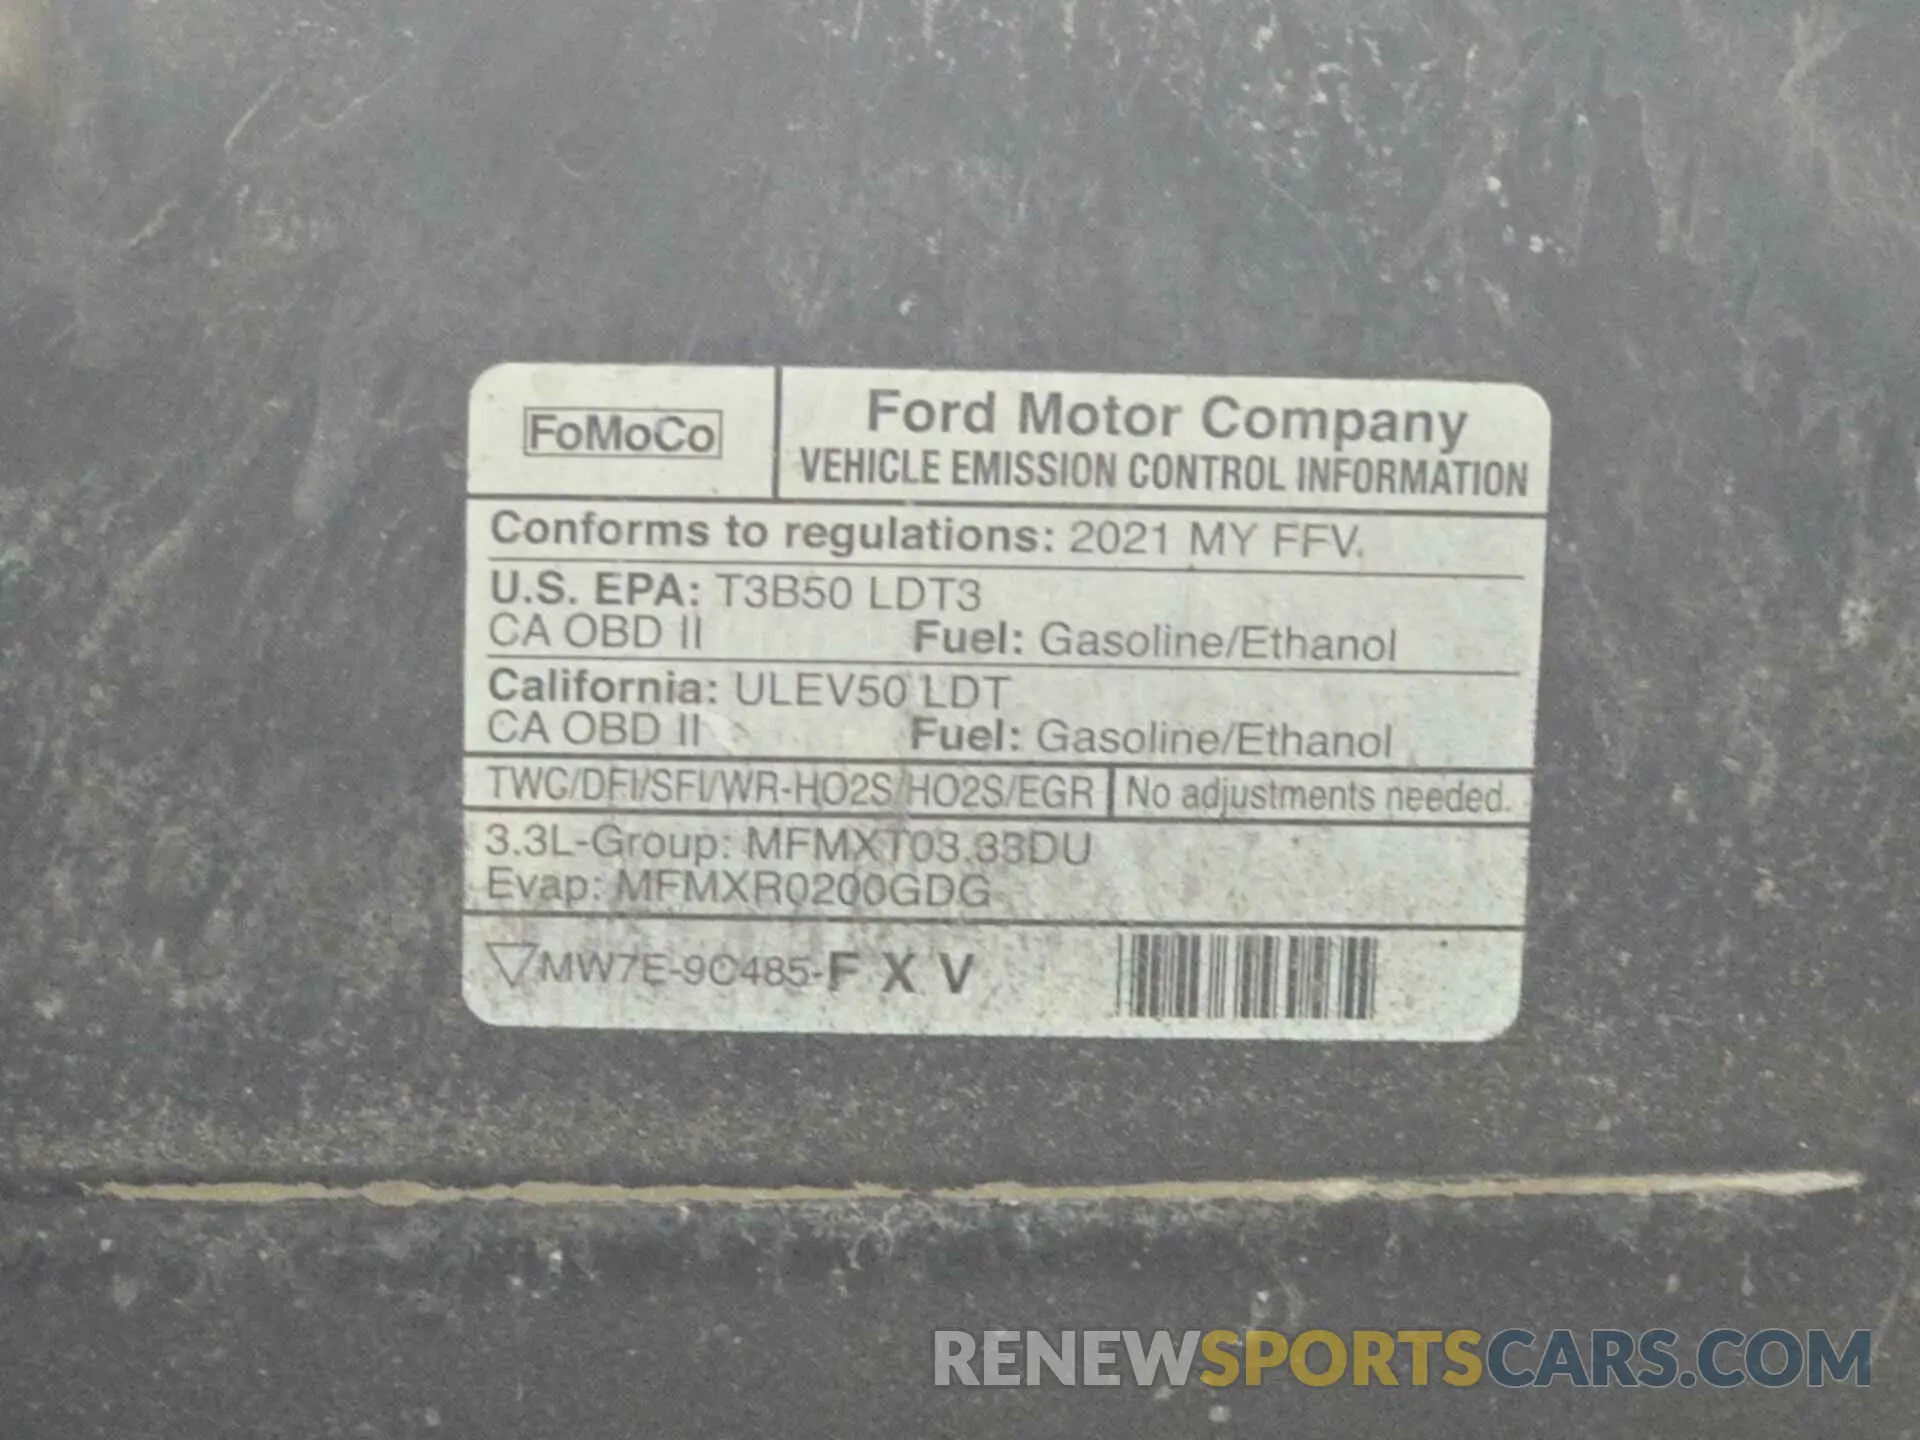 FoMoCo
Ford Motor Company
VEHICLE EMISSION CONTROL INFORMATION
Conforms to regulations: 2021 MY FFV.
U.S. EPA: T3B50 LDT3
CA OBD II Fuel: Gasoline/Ethanol
California: ULEV50 LDT
CA OBD II Fuel: Gasoline/Ethanol
TWC/DFI/SFI/WR-HO2S/HO2S/EGR No adjustments needed.
3.3L-Group: MFMXT03.33DU
Evap: MFMXR0200GDG
MW7E-9C485-F X V
RENEWSPORTSCARS.COM